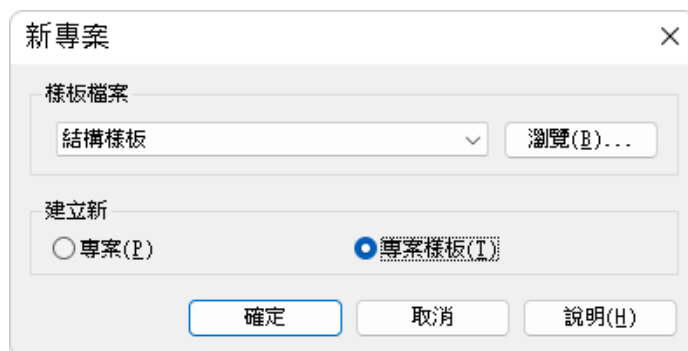 新專案
樣板檔案
結構樣板
瀏覽(B)...
建立新
專案(P)
專案樣板(T)
確定
取消
說明(H)